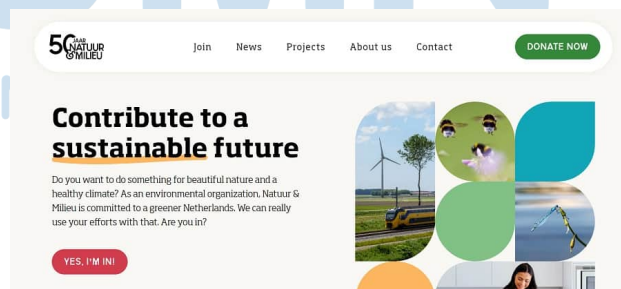 50 JAAR
NATUUR
&MILIEU
Join News Projects About us Contact
DONATE NOW
Contribute to a
sustainable future
Do you want to do something for beautiful nature and a
healthy climate? As an environmental organization, Natuur &
Milieu is committed to a greener Netherlands. We can really
use your efforts with that. Are you in?
YES, I'M IN!